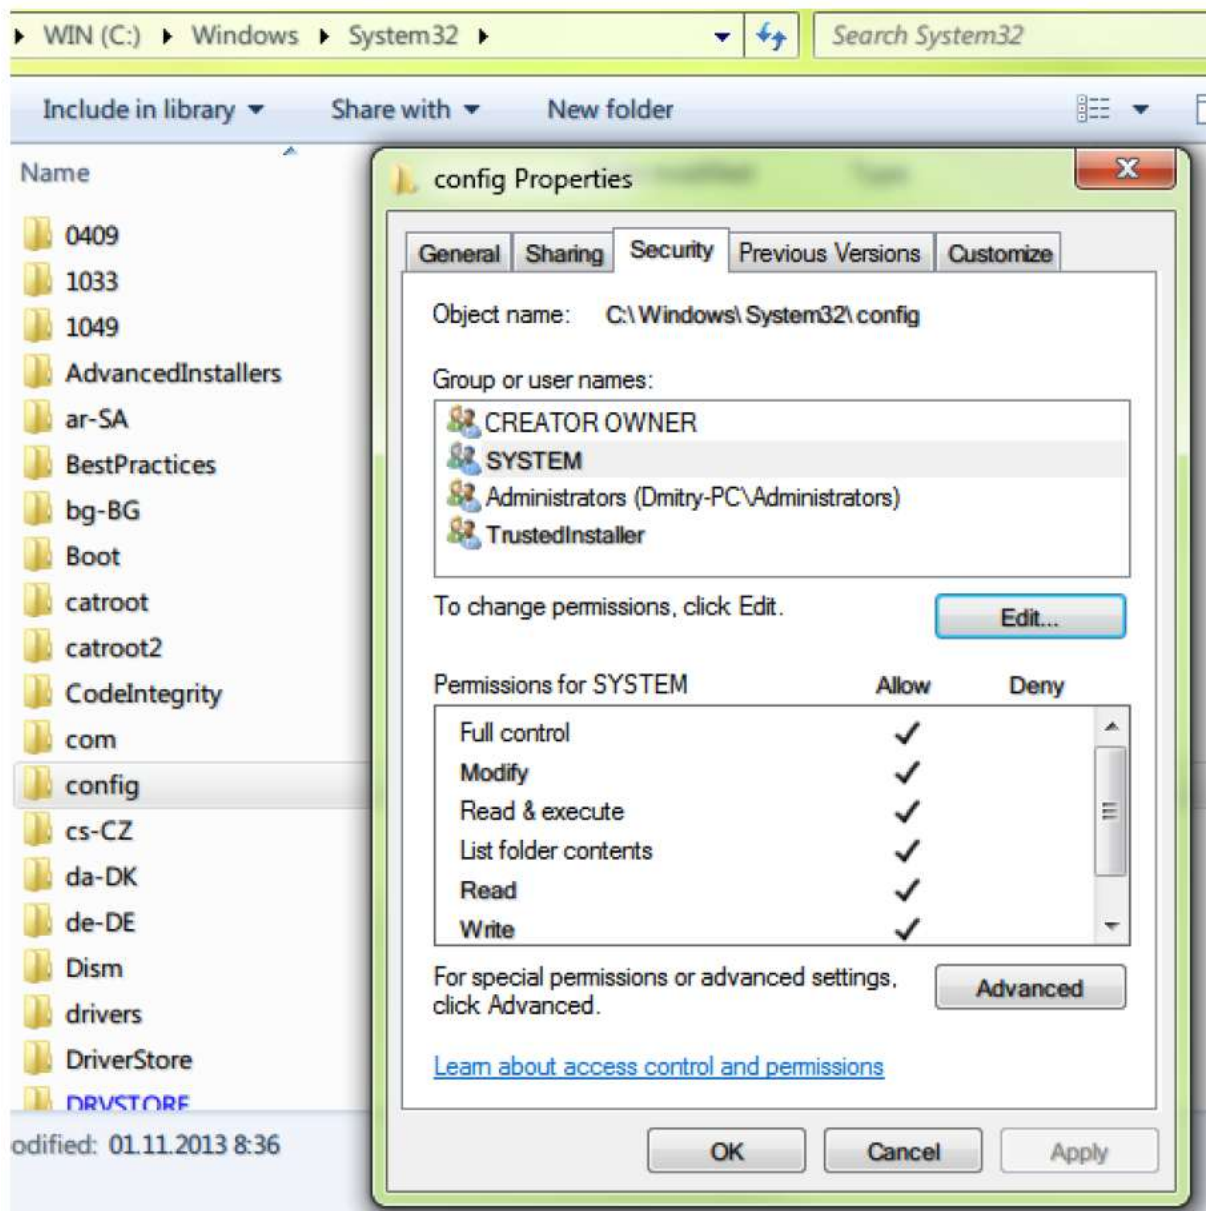 WIN (C:) Windows System32 Search System32
Include in library Share with New folder
Name
0409
1033
1049
AdvancedInstallers
ar-SA
BestPractices
bg-BG
Boot
catroot
catroot2
CodeIntegrity
com
config
cs-CZ
da-DK
de-DE
Dism
drivers
DriverStore
DRVSTORE
odified: 01.11.2013 8:36
config Properties
General Sharing Security Previous Versions Customize
Object name: C:\Windows\System32\config
Group or user names:
CREATOR OWNER
SYSTEM
Administrators (Dmitry-PC\Administrators)
TrustedInstaller
To change permissions, click Edit. Edit...
Permissions for SYSTEM Allow Deny
Full control
Modify
Read & execute
List folder contents
Read
Write
For special permissions or advanced settings,
click Advanced. Advanced
Learn about access control and permissions
OK Cancel Apply